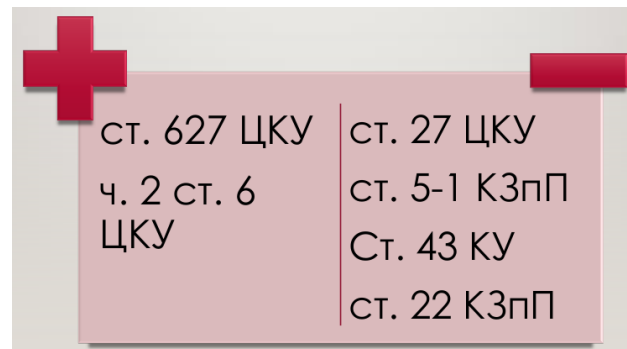 ст. 627 ЦКУ
ч. 2 ст. 6
ЦКУ
ст. 27 ЦКУ
ст. 5-1 КЗпП
Ст. 43 КУ
ст. 22 КЗпП